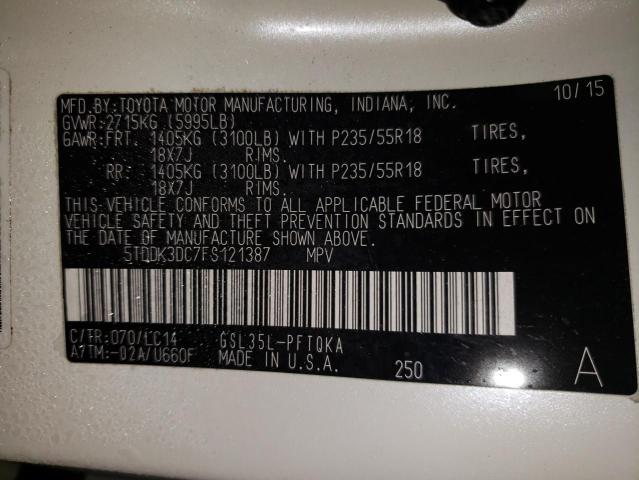 MFD.BY:TOYOTA MOTOR MANUFACTURING, INDIANA, INC. 10/15
GVWR:2715KG (5995LB)
GAWR:FRT. 1405KG (3100LB) WITH P235/55R18 TIRES,
18X7J RIMS.
RR. 1405KG (3100LB) WITH P235/55R18 TIRES,
18X7J RIMS.
THIS VEHICLE CONFORMS TO ALL APPLICABLE FEDERAL MOTOR
VEHICLE SAFETY AND THEFT PREVENTION STANDARDS IN EFFECT ON
THE DATE OF MANUFACTURE SHOWN ABOVE.
5TDDK3DC7FS121387 MPV
C/TR:070/LC14 GSL35L-PFTQKA
A/TM:-02A/U660F MADE IN U.S.A. 250 A